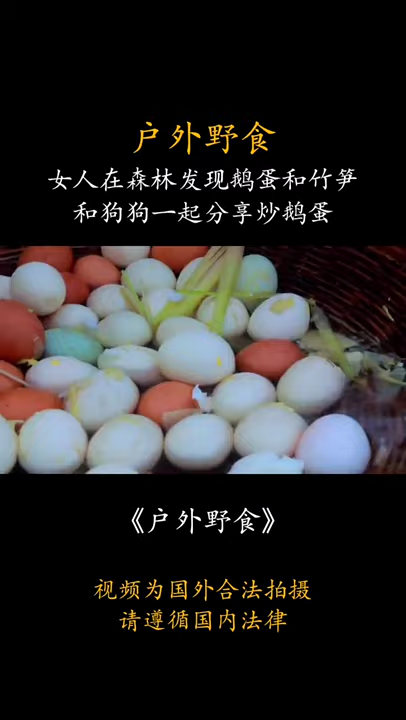 户外野食
女人在森林发现鹅蛋和竹笋
和狗狗一起分享炒鹅蛋
《户外野食》
视频为国外合法拍摄
请遵循国内法律